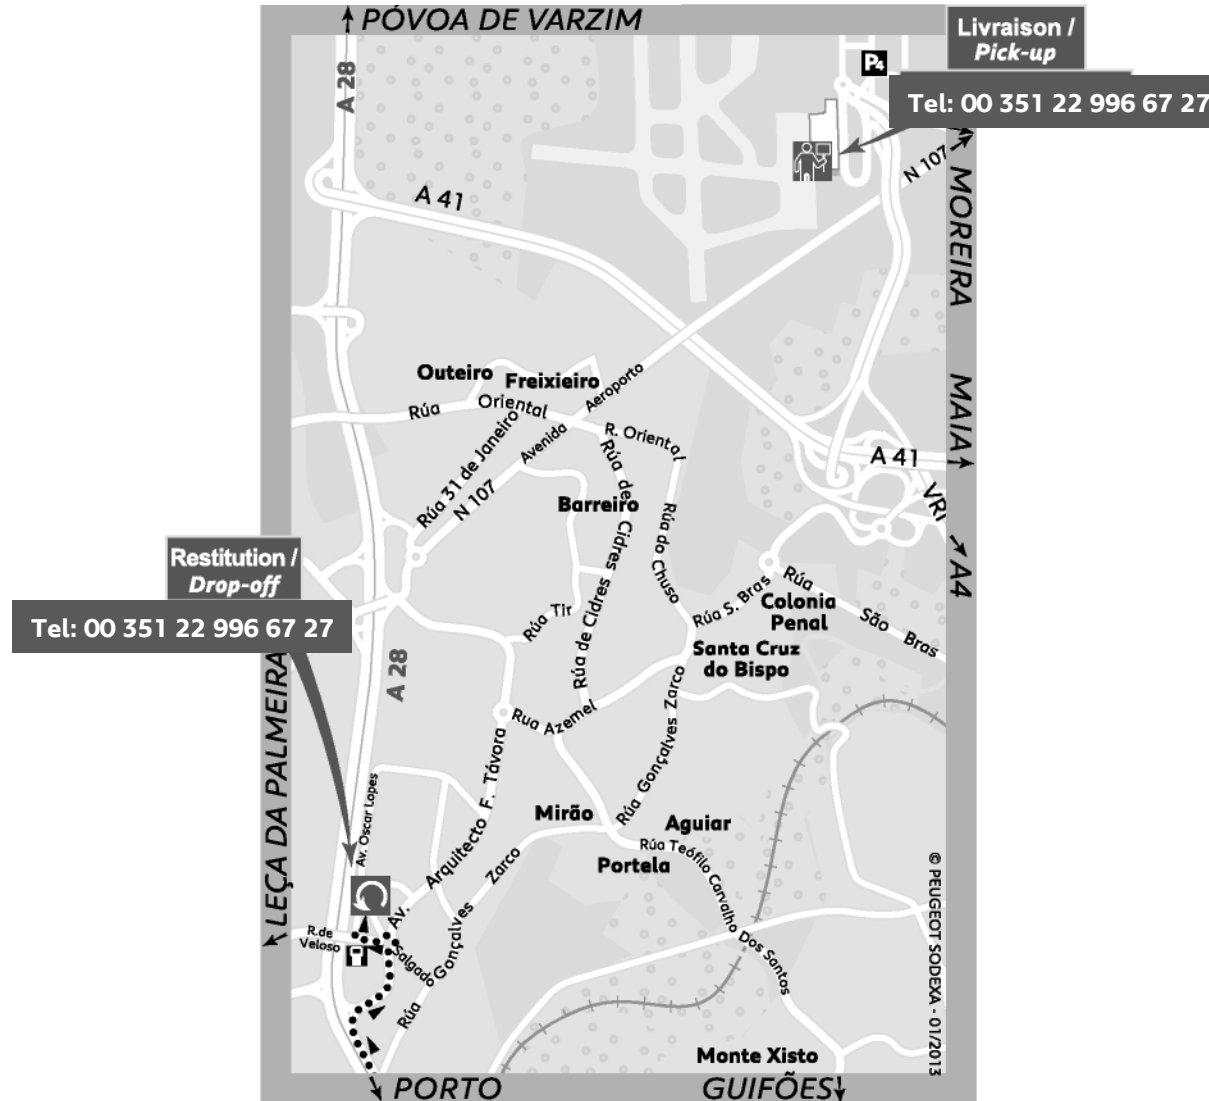 PÓVOA DE VARZIM
Livraison /
Pick-up
P4
Tel: 00 351 22 996 67 27
A 28
N 107
MOREIRA
A 41
Outeiro
Freixieiro
Aeroporto
MAIA
Rúa
Oriental
R. Oriental
Avenida
Rúa 31 de Janeiro
N 107
A 41
VRI
Barreiro
Rúa de Cidres
Rúa do Chuso
Restitution /
Drop-off
Tel: 00 351 22 996 67 27
A4
Rúa
São Bras
Rúa S. Bras
Colonia
Penal
Rúa Tir
Rúa de Cidres
Santa Cruz
do Bispo
A 28
LEÇA DA PALMEIRA
Rua Azemel
Rúa Gonçalves Zarco
Av. Oscar Lopes
Av. Arquitecto F. Távora
Mirão
Aguiar
Portela
Rúa Teófilo Carvalho Dos Santos
Rúa Gonçalves Zarco
R.de
Veloso
Salgado
© PEUGEOT SODEXA - 01/2013
Monte Xisto
PORTO
GUIFÕES